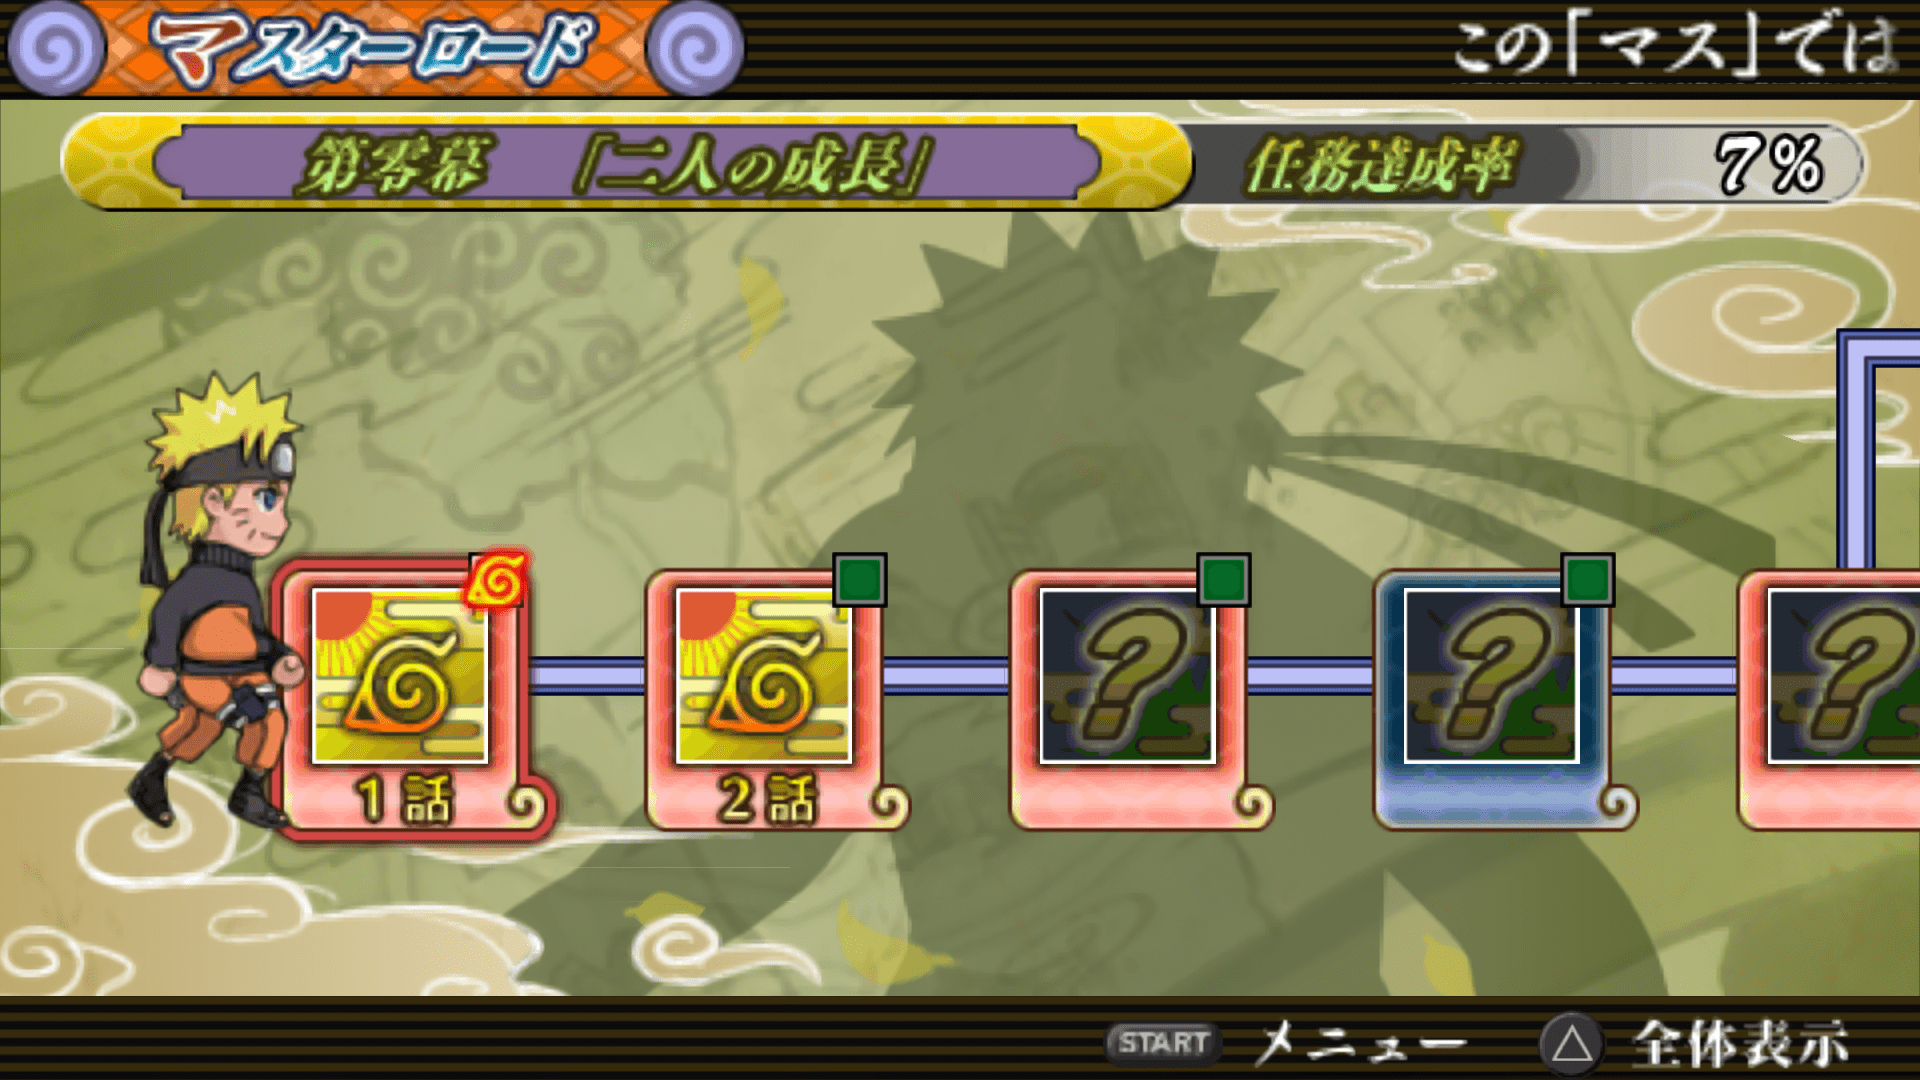 マスターロード
この「マス」では
第零幕 「二人の成長」
任務達成率 7%
1話
2話
?
?
?
START メニュー △ 全体表示